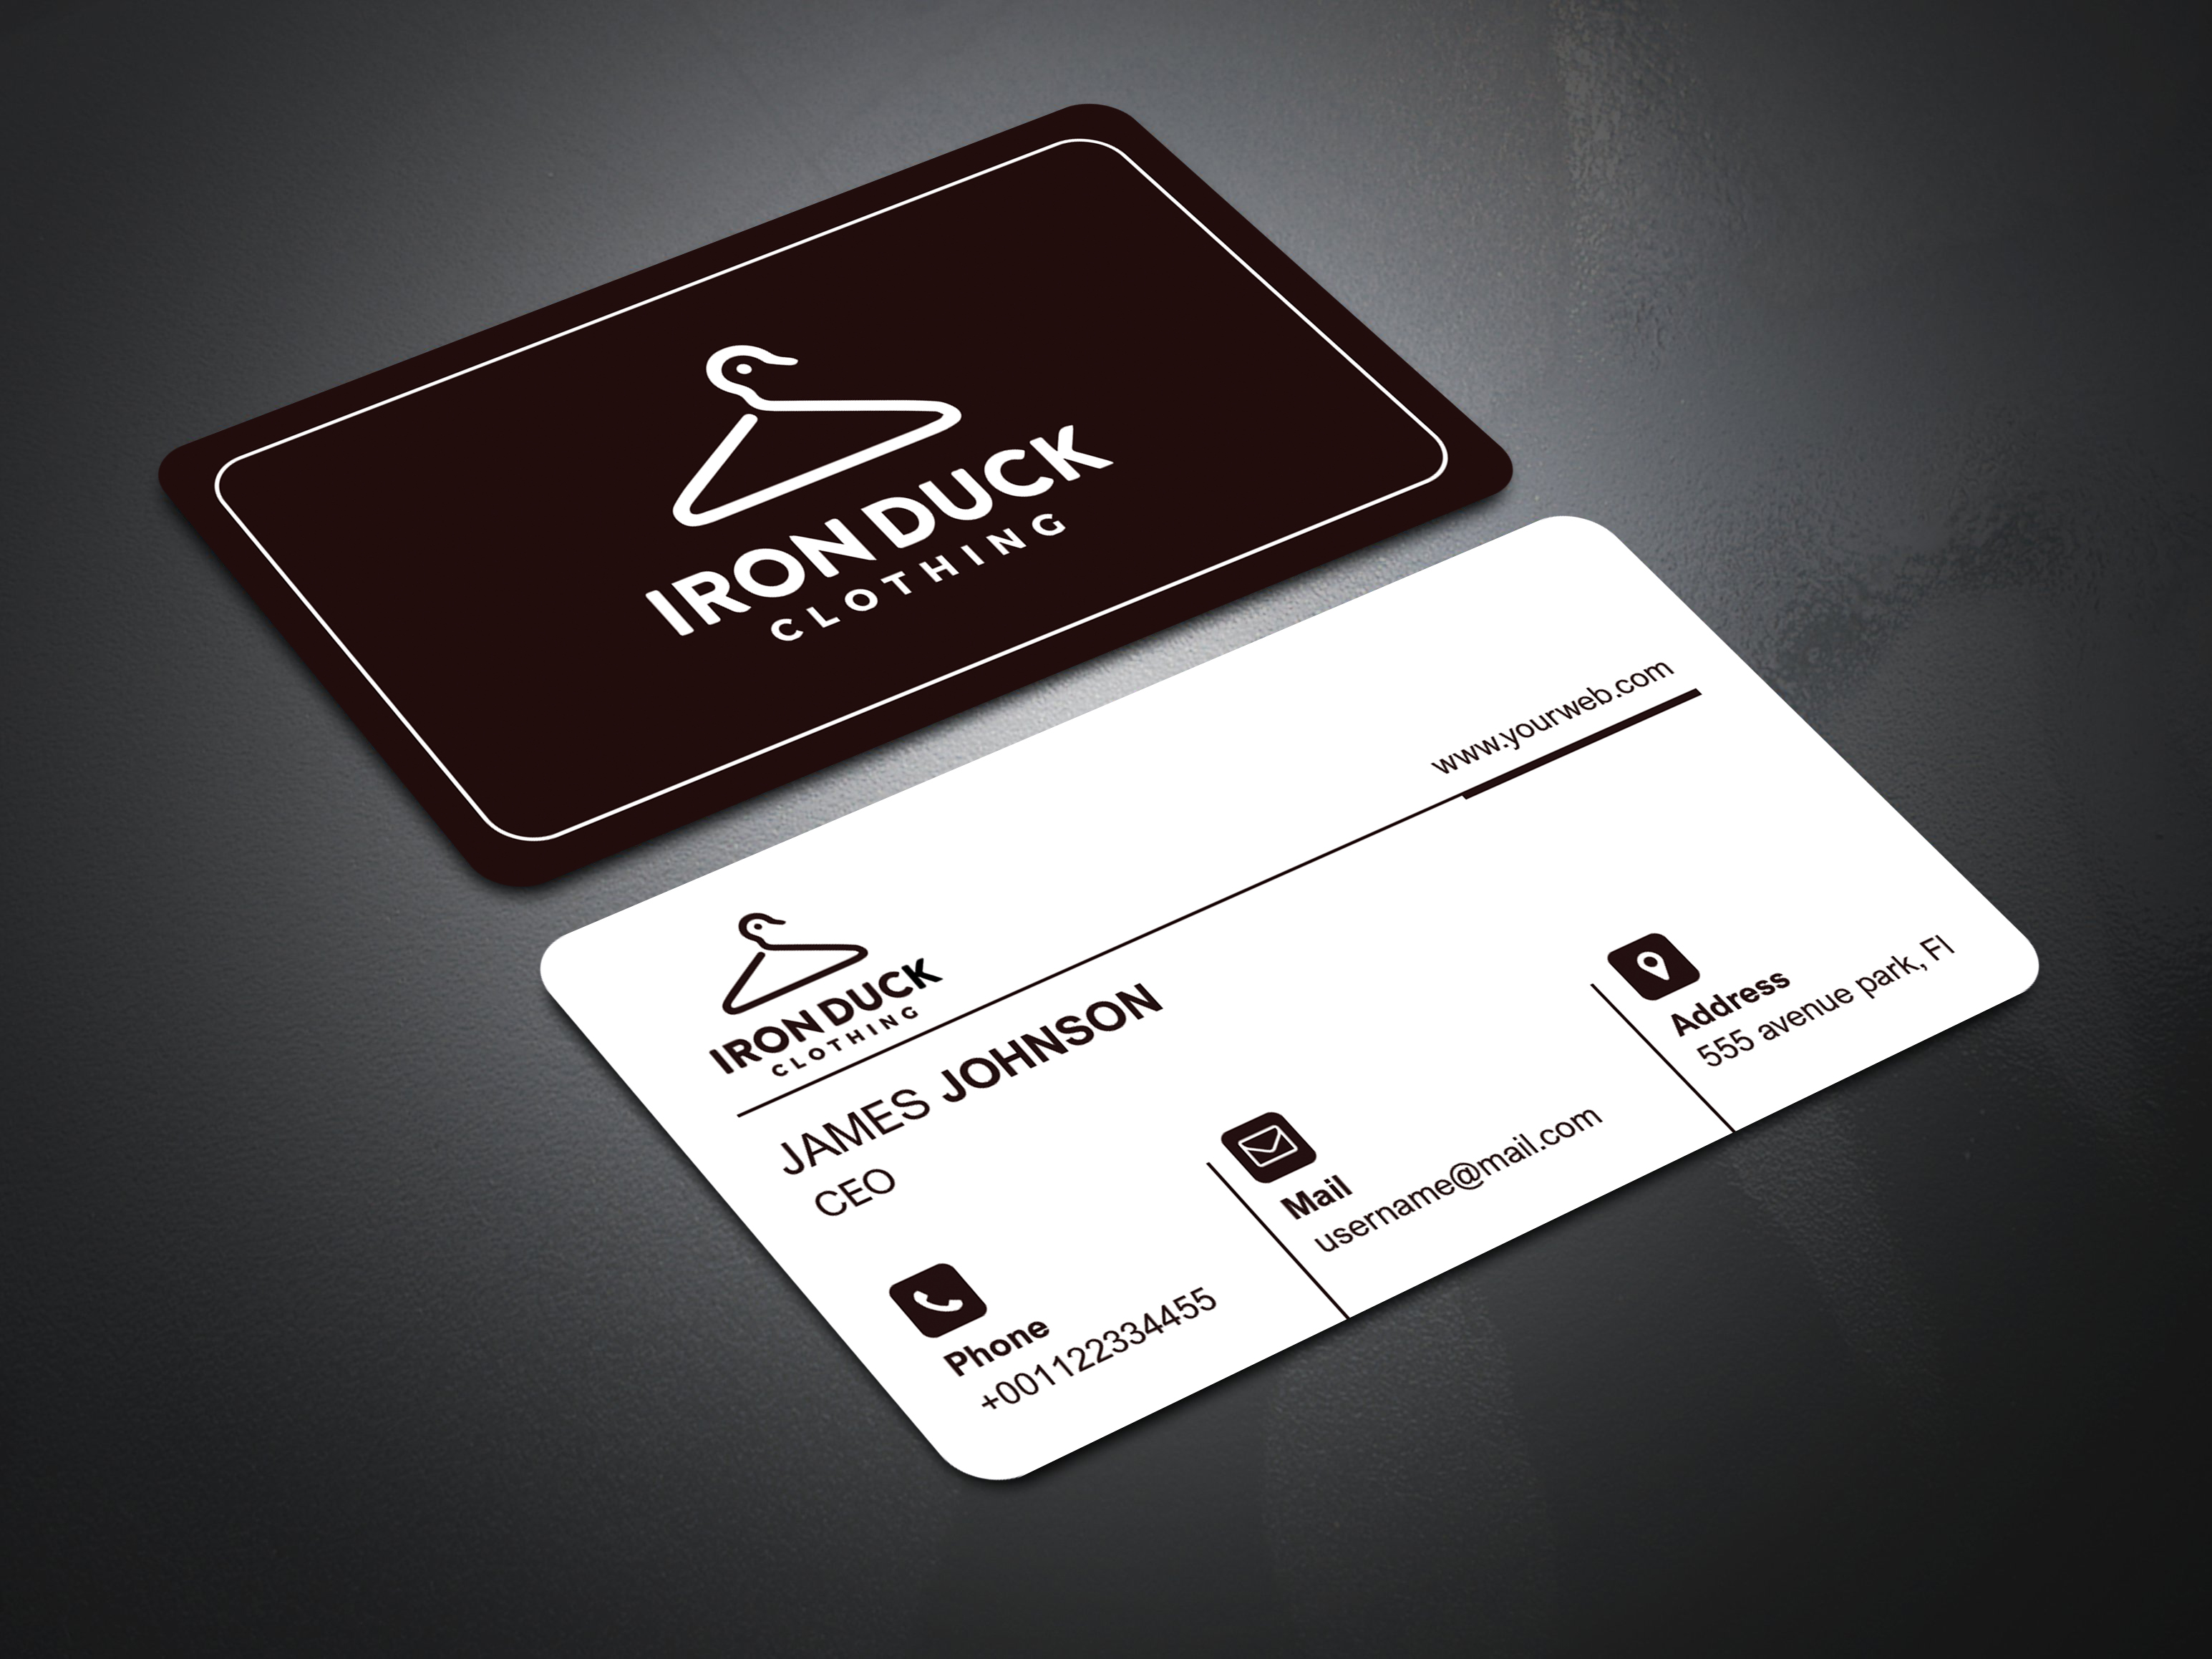 IRON DUCK
CLOTHING
www.yourweb.com
IRON DUCK
CLOTHING
JAMES JOHNSON
CEO
Phone
+001122334455
Mail
username@mail.com
Address
555 avenue park, Fl